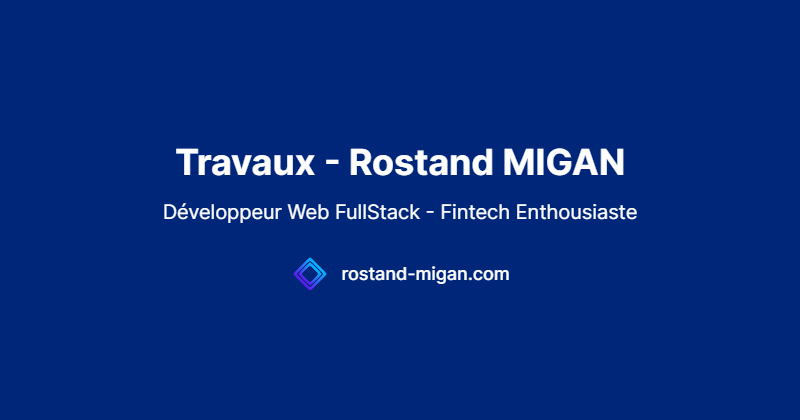 Travaux - Rostand MIGAN
Développeur Web FullStack - Fintech Enthousiaste
rostand-migan.com